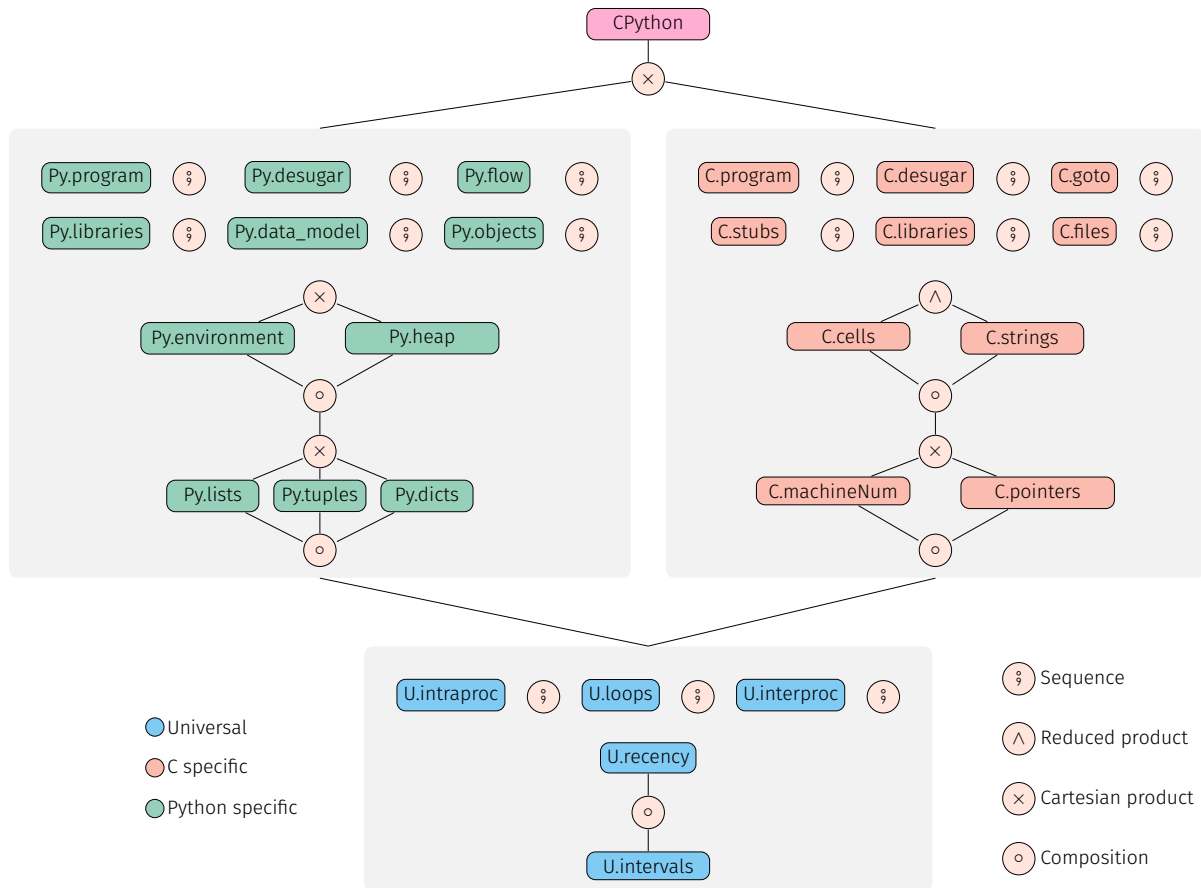 CPython
×
Py.program ; Py.desugar ; Py.flow ;
Py.libraries ; Py.data_model ; Py.objects ;
×
Py.environment Py.heap
∘
×
Py.lists Py.tuples Py.dicts
∘
C.program ; C.desugar ; C.goto ;
C.stubs ; C.libraries ; C.files ;
∧
C.cells C.strings
∘
×
C.machineNum C.pointers
∘
U.intraproc ; U.loops ; U.interproc ;
U.recency
∘
U.intervals
Universal
C specific
Python specific
; Sequence
∧ Reduced product
× Cartesian product
∘ Composition